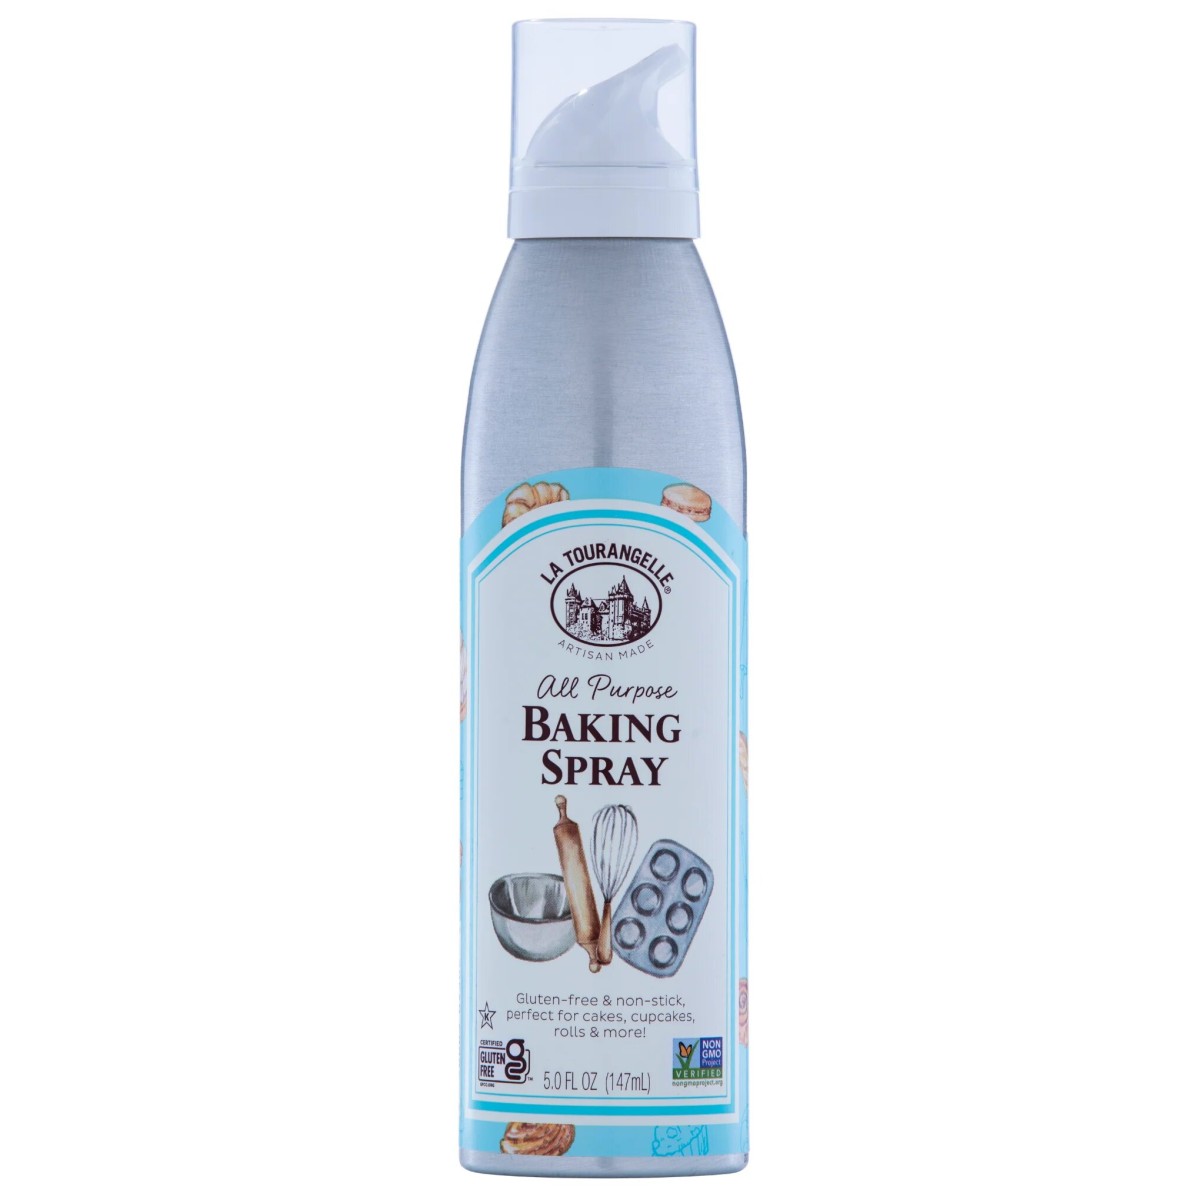 LA TOURANGELLE®
ARTISAN MADE
All Purpose
BAKING
SPRAY
Gluten-free & non-stick,
perfect for cakes, cupcakes,
rolls & more!
K
CERTIFIED
GLUTEN
FREE
™
5.0 FL OZ (147mL)
NON
GMO
Project
VERIFIED
nongmoproject.org